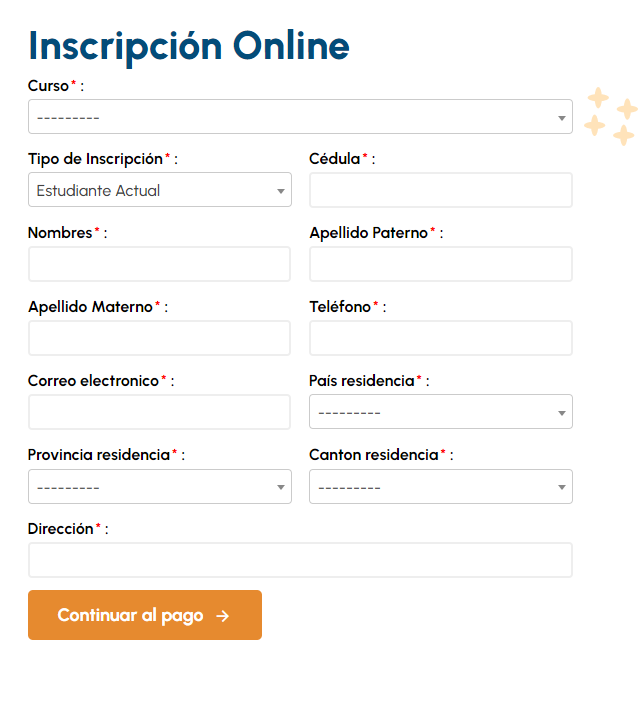 Inscripción Online
Curso* :
---------
Tipo de Inscripción* : Cédula* :
Estudiante Actual
Nombres* : Apellido Paterno* :
Apellido Materno* : Teléfono* :
Correo electronico* : País residencia* :
---------
Provincia residencia* : Canton residencia* :
--------- ---------
Dirección* :
Continuar al pago →